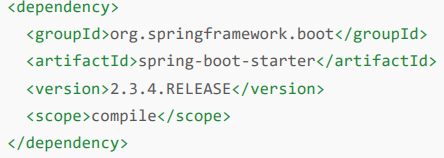 <dependency>
<groupId>org.springframework.boot</groupId>
<artifactId>spring-boot-starter</artifactId>
<version>2.3.4.RELEASE</version>
<scope>compile</scope>
</dependency>